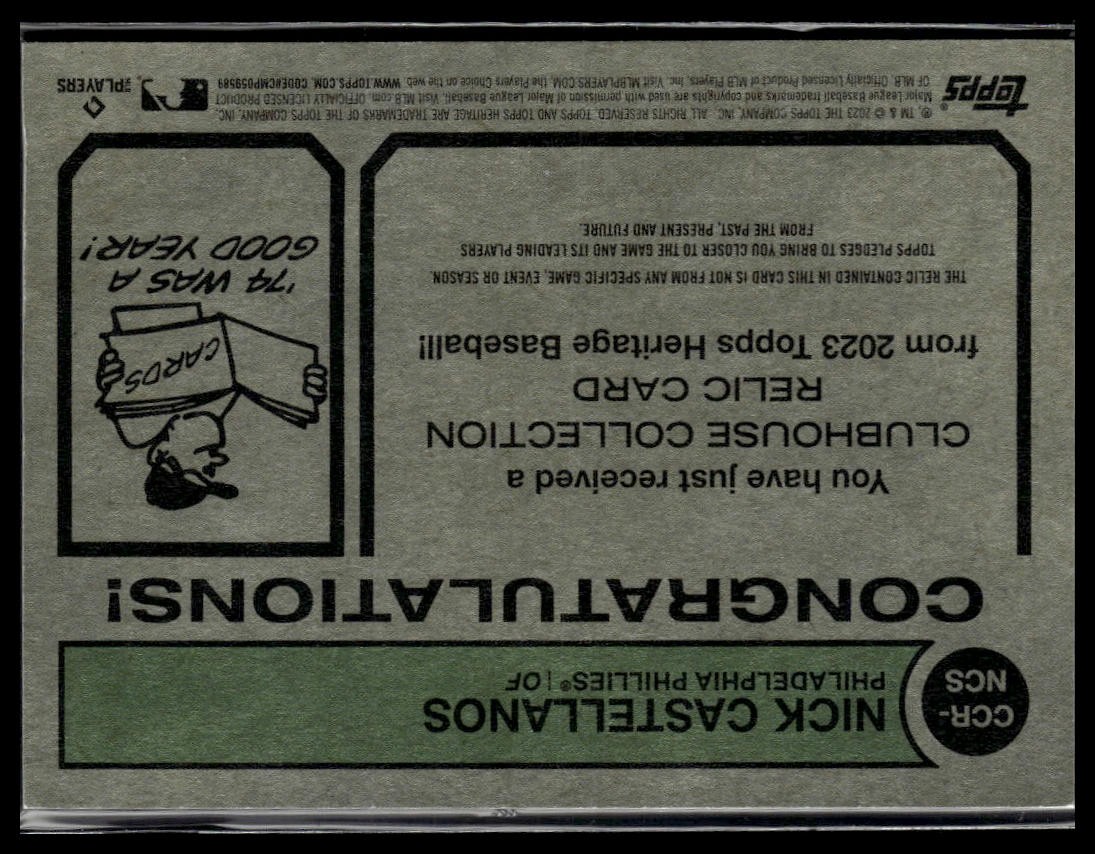 CCR-
NCS
NICK CASTELLANOS
PHILADELPHIA PHILLIES® | OF
CONGRATULATIONS!
You have just received a
CLUBHOUSE COLLECTION
RELIC CARD
from 2023 Topps Heritage Baseball!
THE RELIC CONTAINED IN THIS CARD IS NOT FROM ANY SPECIFIC GAME, EVENT OR SEASON
TOPPS PLEDGES TO BRING YOU CLOSER TO THE GAME AND ITS LEADING PLAYERS
FROM THE PAST, PRESENT AND FUTURE.
CARDS
'74 WAS A
GOOD YEAR!
topps®
®, TM & © 2023 THE TOPPS COMPANY, INC. ALL RIGHTS RESERVED. TOPPS AND TOPPS HERITAGE ARE TRADEMARKS OF THE TOPPS COMPANY, INC.
Major League Baseball trademarks and copyrights are used with permission of Major League Baseball. Visit MLB.com. OFFICIALLY LICENSED PRODUCT
OF MLB. Officially Licensed Product of MLB Players, Inc. Visit MLBPLAYERS.COM, the Players Choice on the web. WWW.TOPPS.COM. CODE#CMP059589
PLAYERS